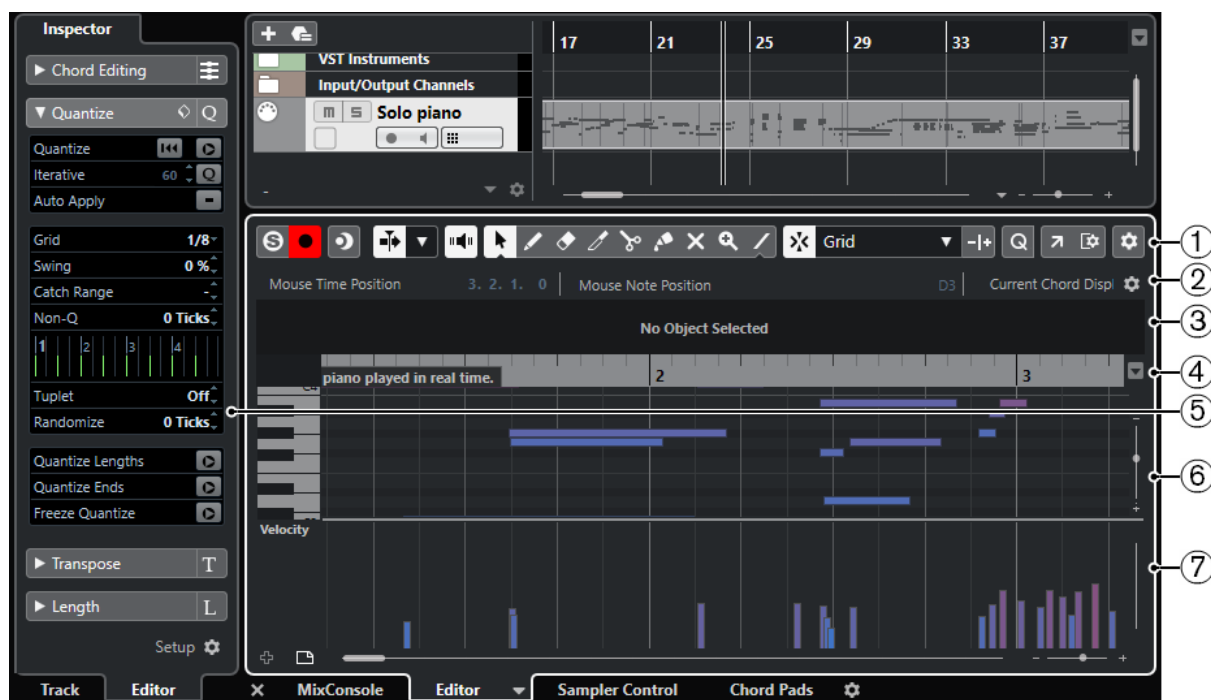 Inspector
Chord Editing
Quantize Q
Quantize
Iterative 60 Q
Auto Apply
Grid 1/8
Swing 0 %
Catch Range -
Non-Q 0 Ticks
1 2 3 4
Tuplet Off
Randomize 0 Ticks
Quantize Lengths
Quantize Ends
Freeze Quantize
Transpose T
Length L
Setup
Track Editor
17 21 25 29 33 37
VST Instruments
Input/Output Channels
m S Solo piano
-
S Grid Q
Mouse Time Position 3. 2. 1. 0 Mouse Note Position D3 Current Chord Displ
No Object Selected
2 3
piano played in real time.
C4
Velocity
MixConsole Editor Sampler Control Chord Pads
①
②
③
④
⑤
⑥
⑦